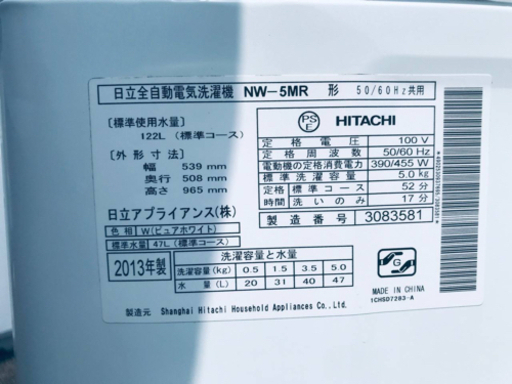 日立全自動電気洗濯機 NW-5MR 形 50/60Hz共用
[標準使用水量]
122L (標準コース)
[外形寸法]
幅 539 mm
奥行 508 mm
高さ 965 mm
日立アプライアンス(株)
色相 W(ピュアホワイト)
標準水量 47L (標準コース)
2013年製
PS E HITACHI
定格電圧 100 V
定格周波数 50/60 Hz
電動機の定格消費電力 390/455 W
標準洗濯容量 5.0kg
定格 標準コース 52分
時間 洗いのみ 17分
製造番号 3083581
洗濯容量と水量
洗濯容量(kg) 0.5 1.5 3.5 5.0
水量(L) 20 31 40 47
G
MADE IN CHINA
1CHSD7283-A
製造元 Shanghai Hitachi Household Appliances Co., Ltd.